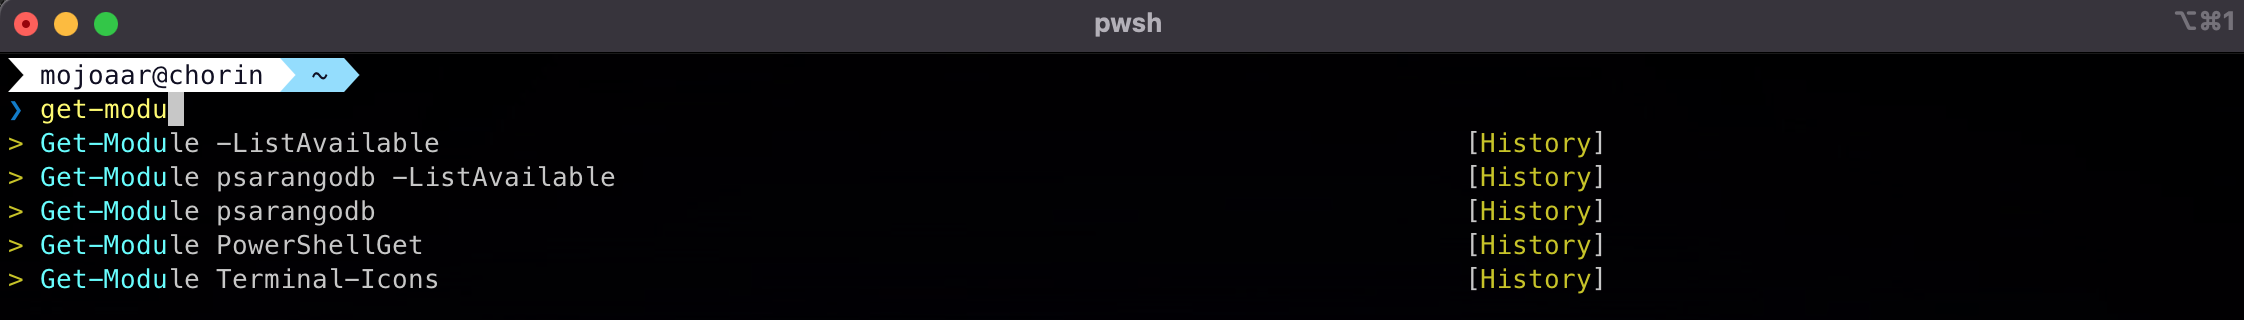 pwsh
⌥⌘1
mojoaar@chorin ~
❯ get-modu
> Get-Module -ListAvailable [History]
> Get-Module psarangodb -ListAvailable [History]
> Get-Module psarangodb [History]
> Get-Module PowerShellGet [History]
> Get-Module Terminal-Icons [History]